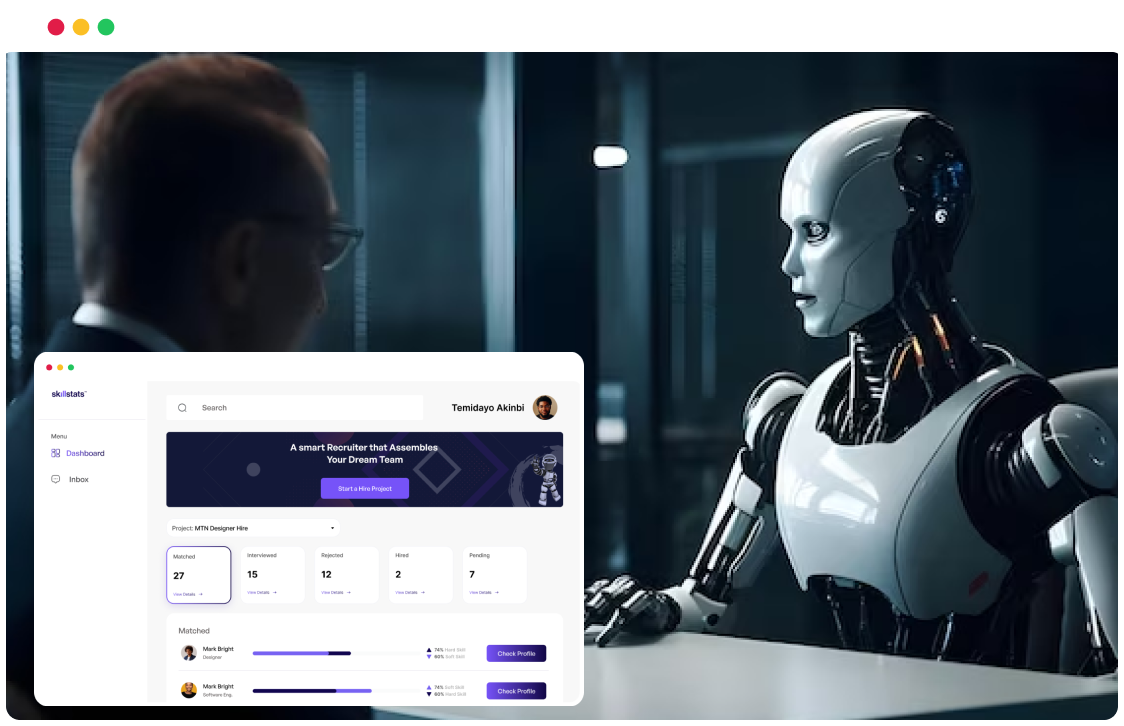 skillstats
Search
Temidayo Akinbi
Menu
Dashboard
Inbox
A smart Recruiter that Assembles
Your Dream Team
Start a Hire Project
Project: MTN Designer Hire
Matched
27
View Details →
Interviewed
15
View Details →
Rejected
12
View Details →
Hired
2
View Details →
Pending
7
View Details →
Matched
Mark Bright
Designer
74% Hard Skill
60% Soft Skill
Check Profile
Mark Bright
Software Eng.
74% Soft Skill
60% Hard Skill
Check Profile
6